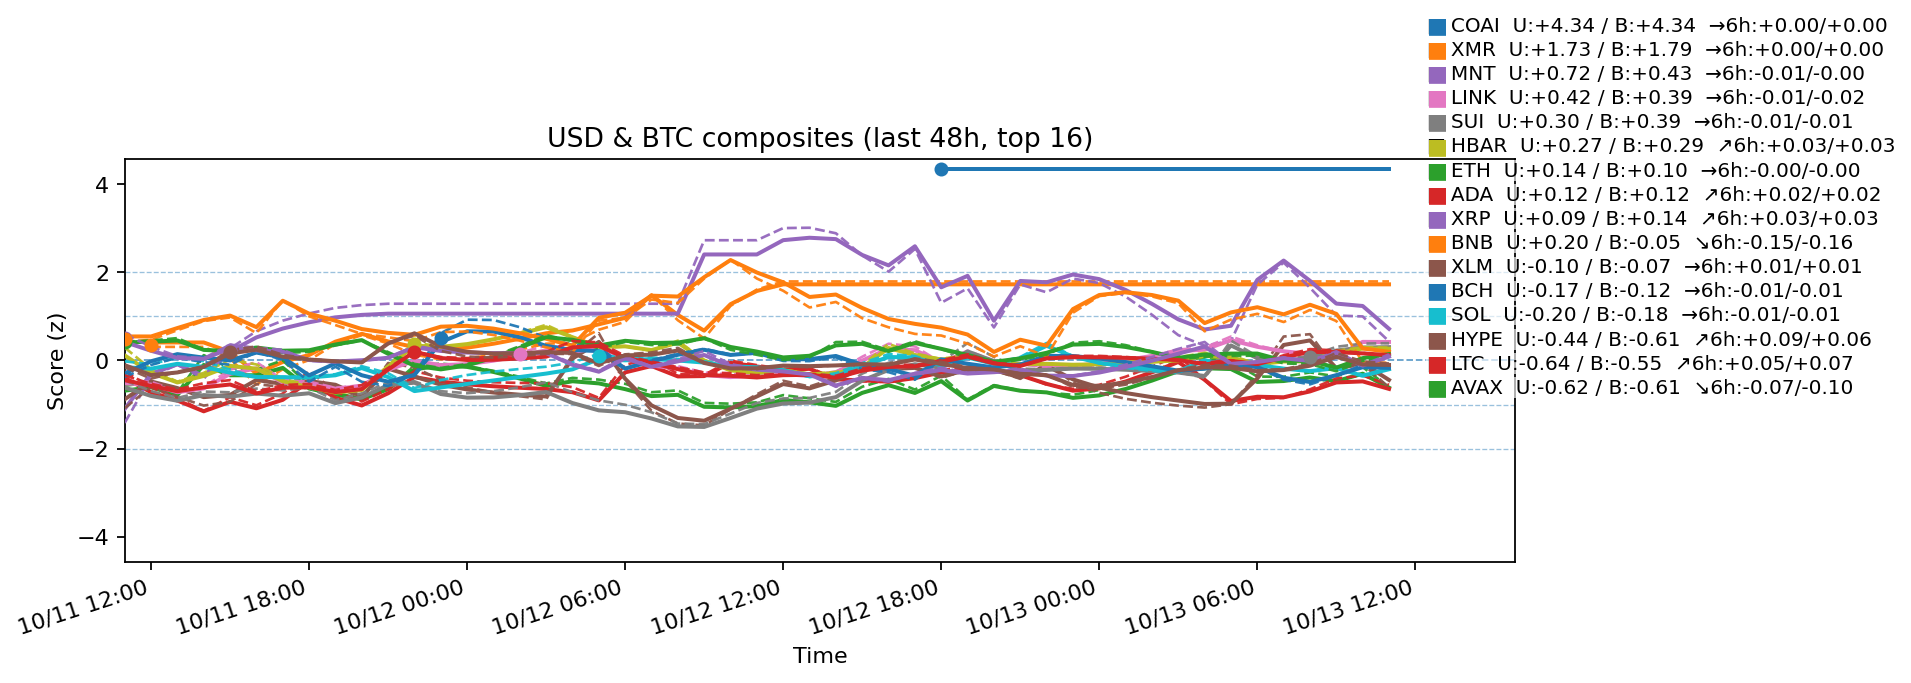 COAI U:+4.34 / B:+4.34 →6h:+0.00/+0.00
XMR U:+1.73 / B:+1.79 →6h:+0.00/+0.00
MNT U:+0.72 / B:+0.43 →6h:-0.01/-0.00
LINK U:+0.42 / B:+0.39 →6h:-0.01/-0.02
SUI U:+0.30 / B:+0.39 →6h:-0.01/-0.01
HBAR U:+0.27 / B:+0.29 ↗6h:+0.03/+0.03
ETH U:+0.14 / B:+0.10 →6h:-0.00/-0.00
ADA U:+0.12 / B:+0.12 ↗6h:+0.02/+0.02
XRP U:+0.09 / B:+0.14 ↗6h:+0.03/+0.03
BNB U:+0.20 / B:-0.05 ↘6h:-0.15/-0.16
XLM U:-0.10 / B:-0.07 →6h:+0.01/+0.01
BCH U:-0.17 / B:-0.12 →6h:-0.01/-0.01
SOL U:-0.20 / B:-0.18 →6h:-0.01/-0.01
HYPE U:-0.44 / B:-0.61 ↗6h:+0.09/+0.06
LTC U:-0.64 / B:-0.55 ↗6h:+0.05/+0.07
AVAX U:-0.62 / B:-0.61 ↘6h:-0.07/-0.10
USD & BTC composites (last 48h, top 16)
Score (z)
4
2
0
−2
−4
10/11 12:00
10/11 18:00
10/12 00:00
10/12 06:00
10/12 12:00
10/12 18:00
10/13 00:00
10/13 06:00
10/13 12:00
Time